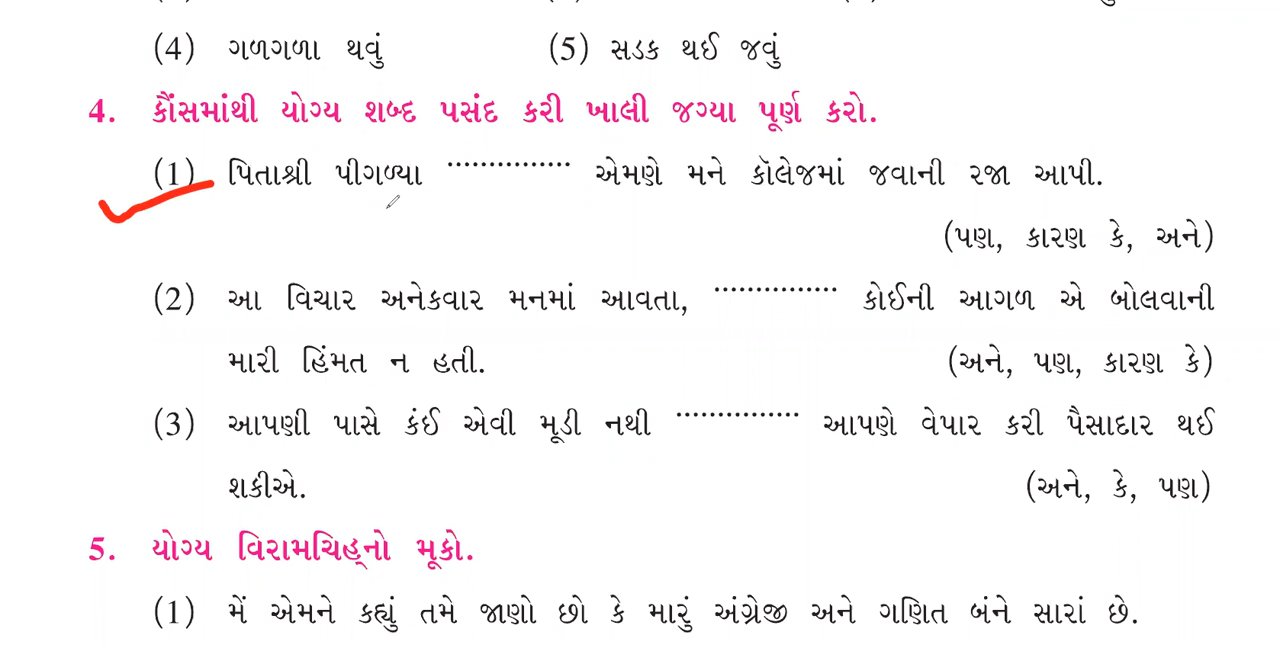 (4) ગળગળા થવું (5) સડક થઈ જવું
4. કૌંસમાંથી યોગ્ય શબ્દ પસંદ કરી ખાલી જગ્યા પૂર્ણ કરો.
(1) પિતાશ્રી પીગળ્યા ............... એમણે મને કૉલેજમાં જવાની રજા આપી.
(પણ, કારણ કે, અને)
(2) આ વિચાર અનેકવાર મનમાં આવતા, ............... કોઈની આગળ એ બોલવાની
મારી હિંમત ન હતી. (અને, પણ, કારણ કે)
(3) આપણી પાસે કંઈ એવી મૂડી નથી ............... આપણે વેપાર કરી પૈસાદાર થઈ
શકીએ. (અને, કે, પણ)
5. યોગ્ય વિરામચિહ્નો મૂકો.
(1) મેં એમને કહ્યું તમે જાણો છો કે મારું અંગ્રેજી અને ગણિત બંને સારાં છે.